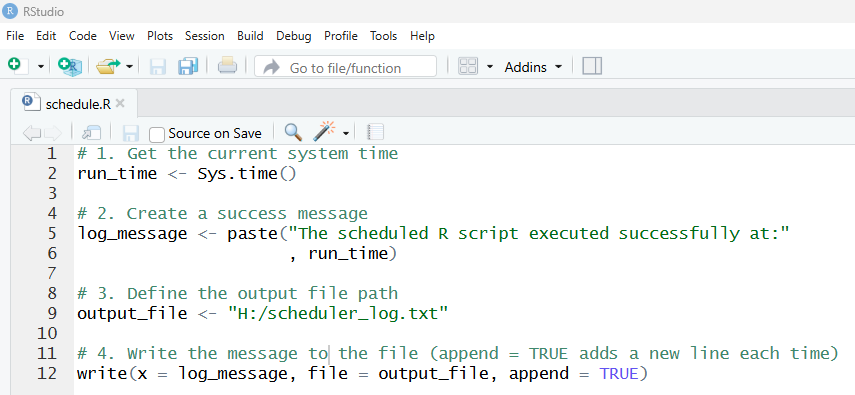 RStudio
File Edit Code View Plots Session Build Debug Profile Tools Help
Go to file/function Addins
schedule.R
Source on Save
1 # 1. Get the current system time
2 run_time <- Sys.time()
3
4 # 2. Create a success message
5 log_message <- paste("The scheduled R script executed successfully at:"
6                      , run_time)
7
8 # 3. Define the output file path
9 output_file <- "H:/scheduler_log.txt"
10
11 # 4. Write the message to the file (append = TRUE adds a new line each time)
12 write(x = log_message, file = output_file, append = TRUE)